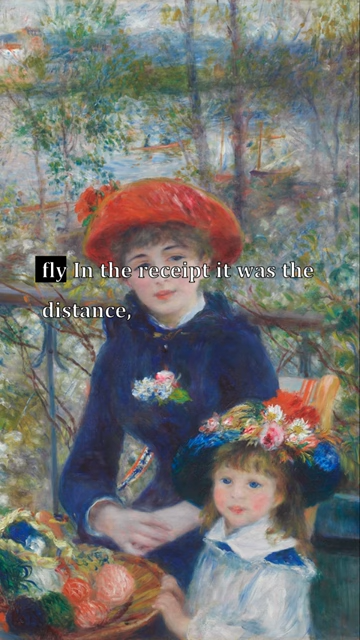 fly In the receipt it was the
distance,